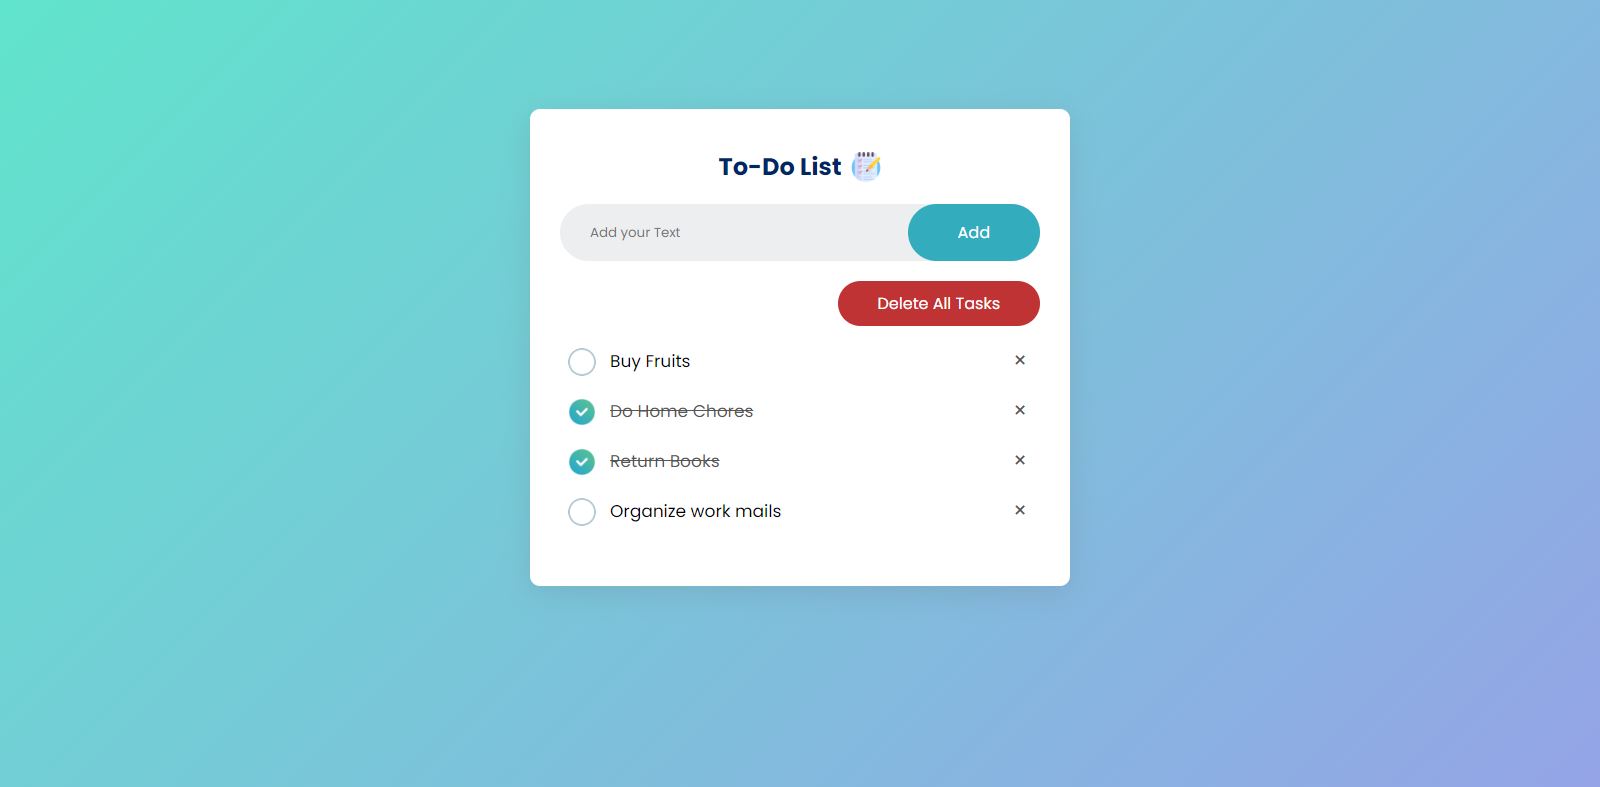 To-Do List
Add your Text
Add
Delete All Tasks
Buy Fruits
×
Do Home Chores
×
Return Books
×
Organize work mails
×